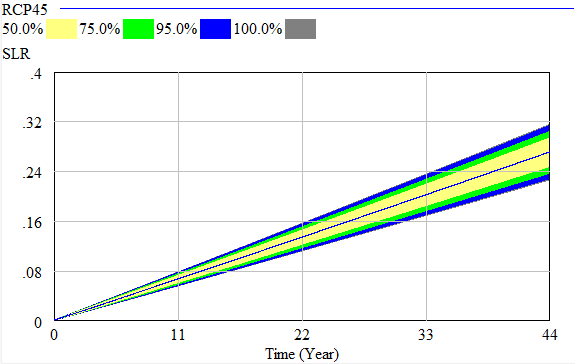 RCP45
50.0% 75.0% 95.0% 100.0%
SLR
.4
.32
.24
.16
.08
0
0 11 22 33 44
Time (Year)